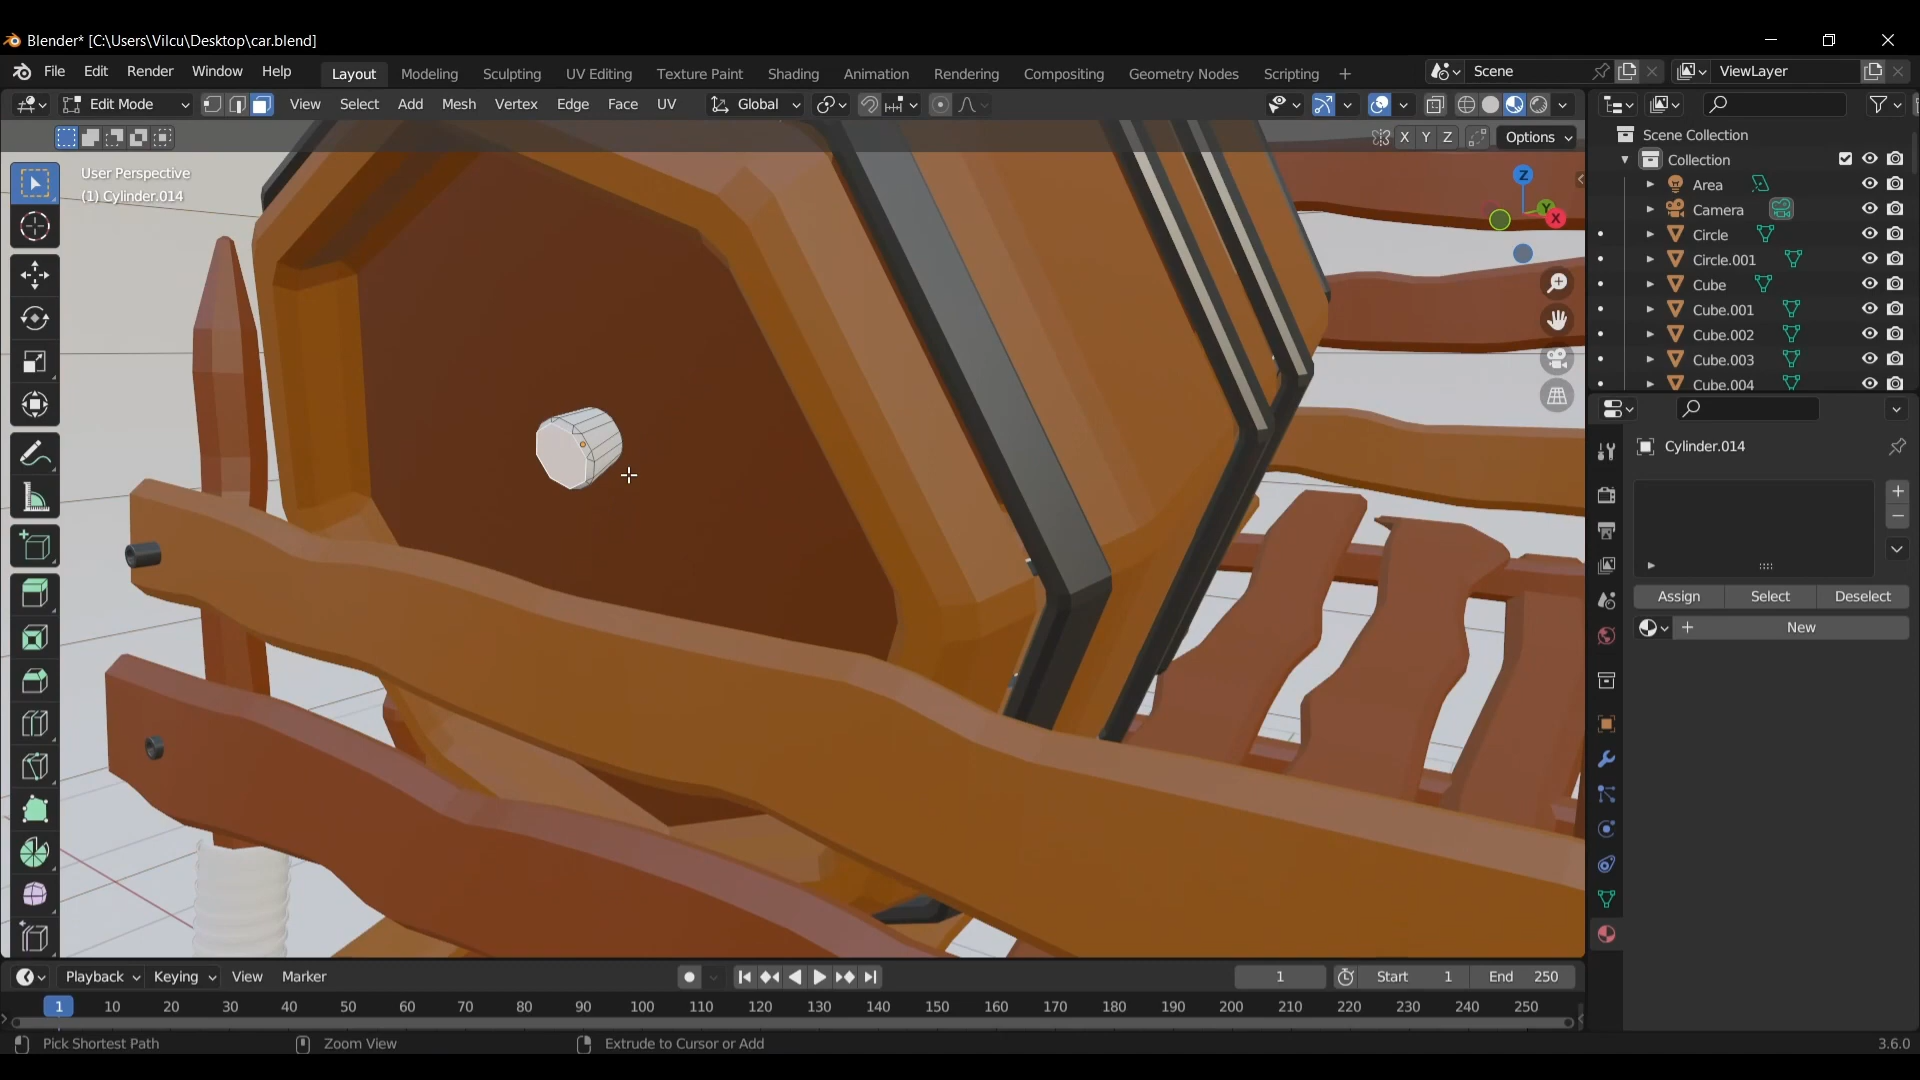 Blender* [C:\Users\Vilcu\Desktop\car.blend]
File Edit Render Window Help Layout Modeling Sculpting UV Editing Texture Paint Shading Animation Rendering Compositing Geometry Nodes Scripting + Scene ViewLayer
Edit Mode View Select Add Mesh Vertex Edge Face UV Global
X Y Z Options
User Perspective
(1) Cylinder.014
Z
Y
X
Scene Collection
Collection
Area
Camera
Circle
Circle.001
Cube
Cube.001
Cube.002
Cube.003
Cube.004
Cylinder.014
Assign Select Deselect
New
Playback Keying View Marker 1 Start 1 End 250
1 10 20 30 40 50 60 70 80 90 100 110 120 130 140 150 160 170 180 190 200 210 220 230 240 250
Pick Shortest Path Zoom View Extrude to Cursor or Add 3.6.0